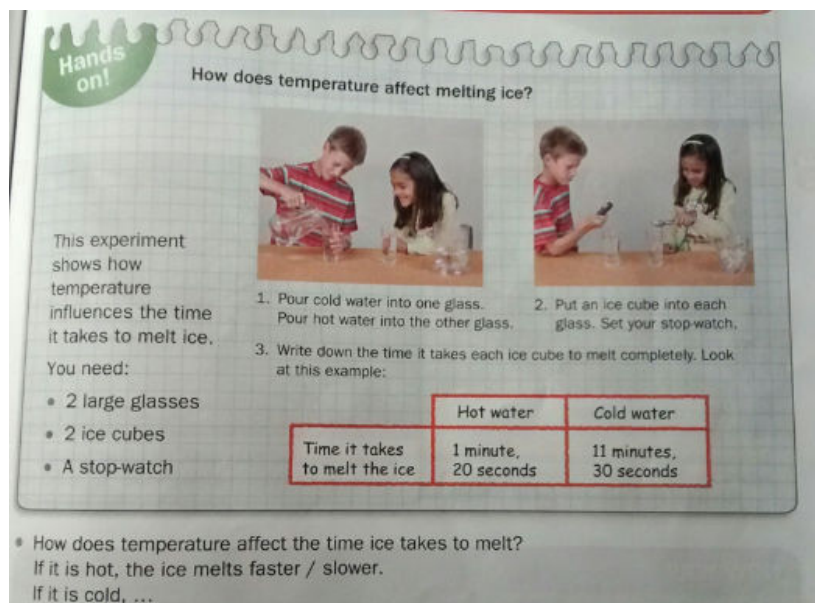 Hands
on!
How does temperature affect melting ice?
This experiment
shows how
temperature
influences the time
it takes to melt ice.
You need:
• 2 large glasses
• 2 ice cubes
• A stop-watch
1. Pour cold water into one glass.
Pour hot water into the other glass.
2. Put an ice cube into each
glass. Set your stop-watch.
3. Write down the time it takes each ice cube to melt completely. Look
at this example:
Hot water Cold water
Time it takes 1 minute, 11 minutes,
to melt the ice 20 seconds 30 seconds
• How does temperature affect the time ice takes to melt?
If it is hot, the ice melts faster / slower.
If it is cold, ...